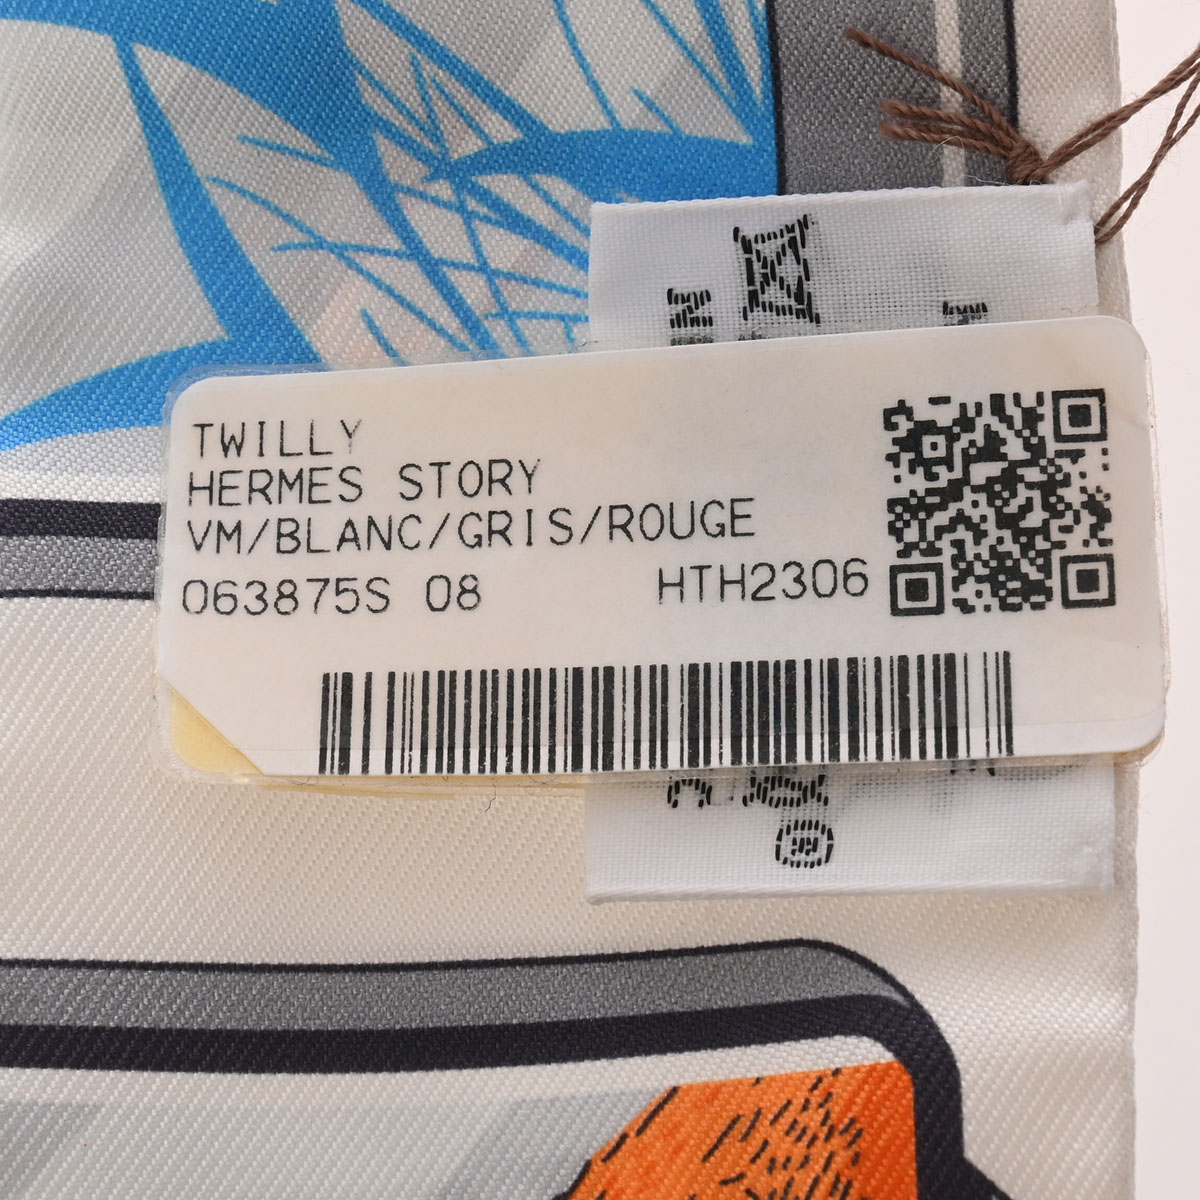 TWILLY
HERMES STORY
VM/BLANC/GRIS/ROUGE
063875S 08 HTH2306